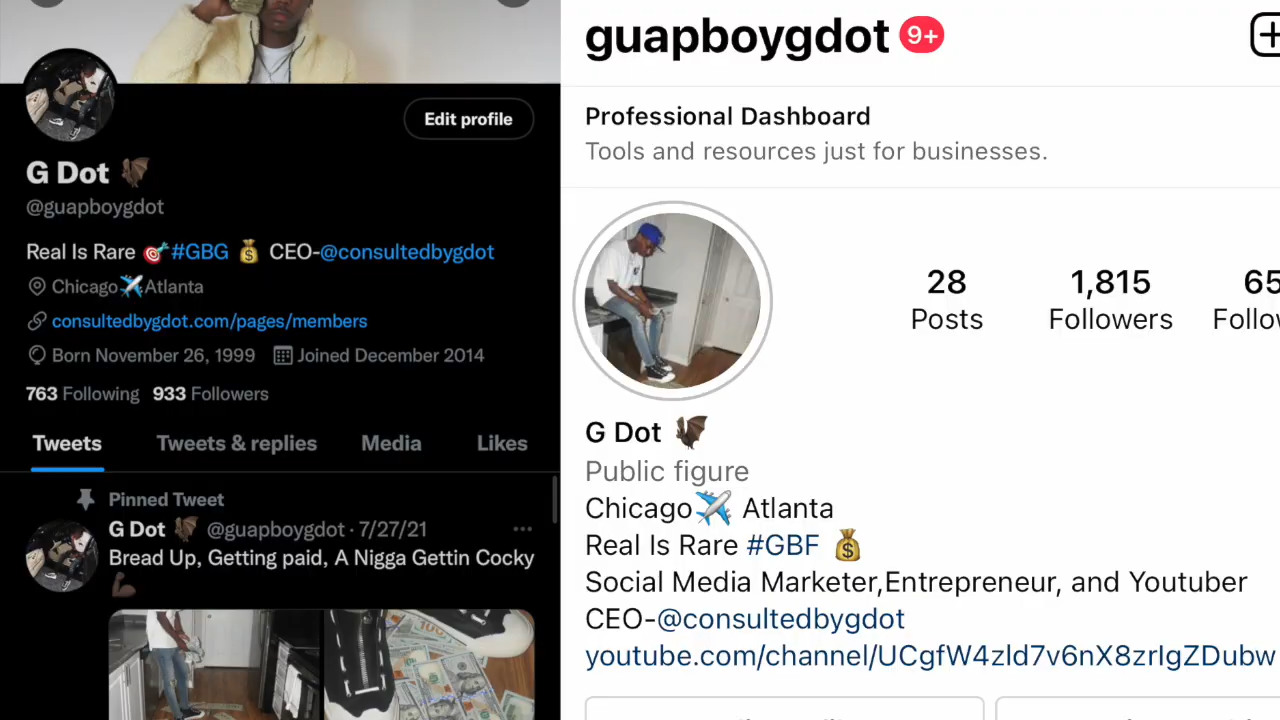 Edit profile
G Dot 🦇
@guapboygdot
Real Is Rare 🎯#GBG 💰 CEO-@consultedbygdot
Chicago✈️Atlanta
consultedbygdot.com/pages/members
Born November 26, 1999 Joined December 2014
763 Following 933 Followers
Tweets Tweets & replies Media Likes
Pinned Tweet
G Dot 🦇 @guapboygdot · 7/27/21 ...
Bread Up, Getting paid, A Nigga Gettin Cocky
💪🏿
guapboygdot 9+
Professional Dashboard
Tools and resources just for businesses.
28 1,815 65
Posts Followers Follow
G Dot 🦇
Public figure
Chicago✈️ Atlanta
Real Is Rare #GBF 💰
Social Media Marketer,Entrepreneur, and Youtuber
CEO-@consultedbygdot
youtube.com/channel/UCgfW4zld7v6nX8zrIgZDubw